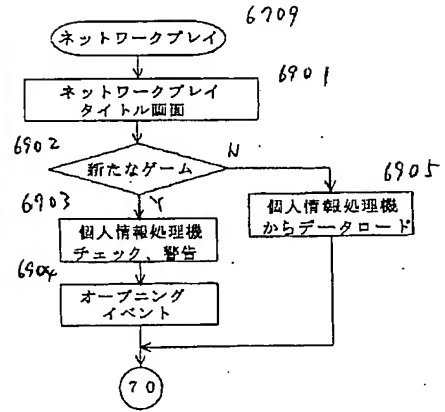 6709
ネットワークプレイ
6901
ネットワークプレイ
タイトル画面
6902
新たなゲーム
N
Y
6903
個人情報処理機
チェック、警告
6905
個人情報処理機
からデータロード
6904
オープニング
イベント
70